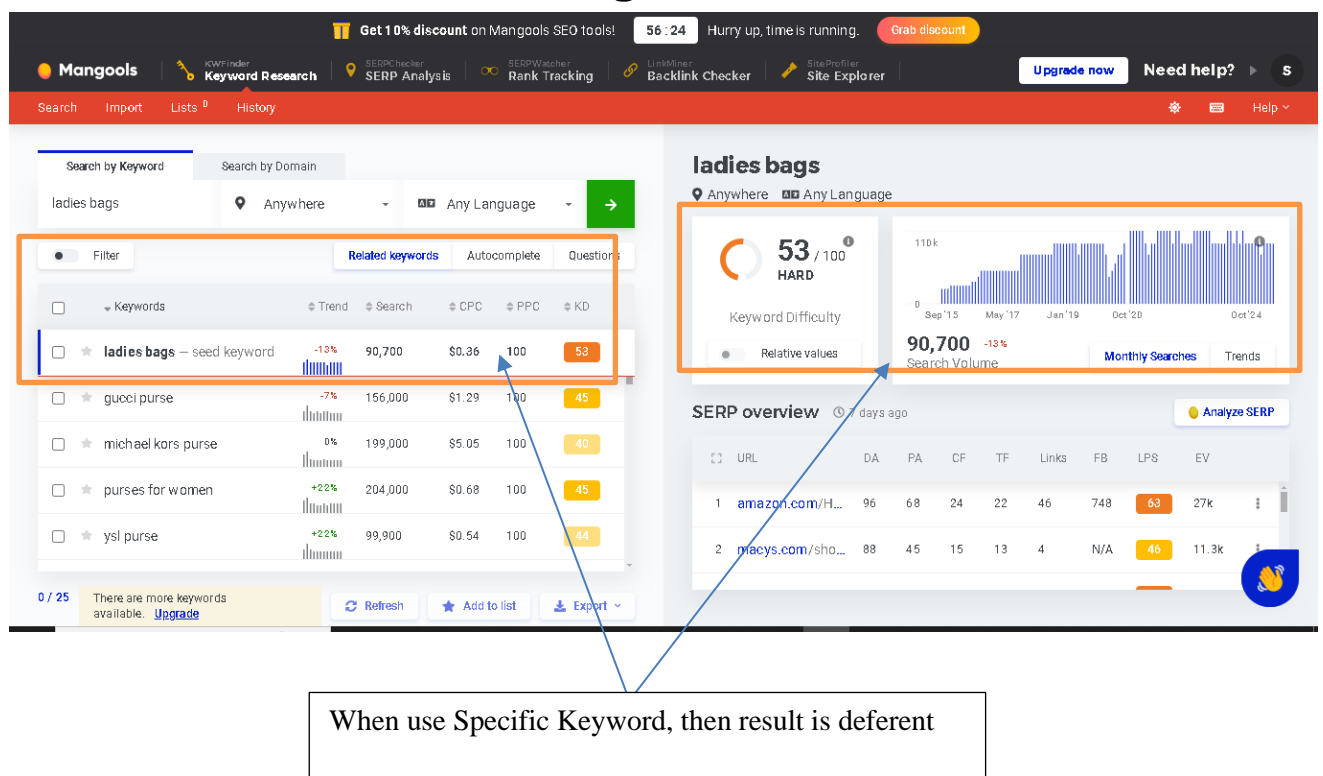 Get 10% discount on Mangools SEO tools! 56 : 24 Hurry up, time is running. Grab discount
Mangools KWFinder Keyword Research SERPChecker SERP Analysis SERPWatcher Rank Tracking LinkMiner Backlink Checker SiteProfiler Site Explorer Upgrade now Need help? S
Search Import Lists 0 History Help
Search by Keyword Search by Domain
ladies bags Anywhere Any Language
Filter Related keywords Autocomplete Questions
Keywords Trend Search CPC PPC KD
ladies bags – seed keyword -13% 90,700 $0.36 100 53
gucci purse -7% 156,000 $1.29 100 45
michael kors purse 0% 199,000 $5.05 100 40
purses for women +22% 204,000 $0.68 100 45
ysl purse +22% 99,900 $0.54 100 44
0 / 25 There are more keywords
available. Upgrade
Refresh Add to list Export
ladies bags
Anywhere Any Language
53 / 100
HARD
Keyword Difficulty
Relative values
110k
0
Sep'15 May'17 Jan'19 Oct'20 Oct'24
90,700 -13%
Search Volume
Monthly Searches Trends
SERP overview 7 days ago Analyze SERP
URL DA PA CF TF Links FB LPS EV
1 amazon.com/H... 96 68 24 22 46 748 63 27k
2 macys.com/sho... 88 45 15 13 4 N/A 46 11.3k
When use Specific Keyword, then result is deferent